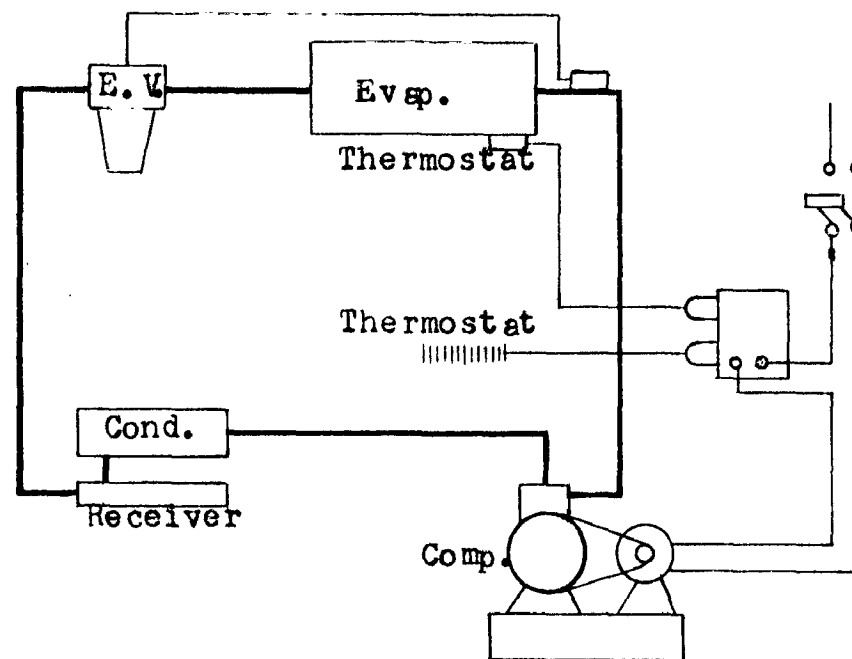 E. V.
Evap.
Thermostat
Thermostat
Cond.
Receiver
Comp.